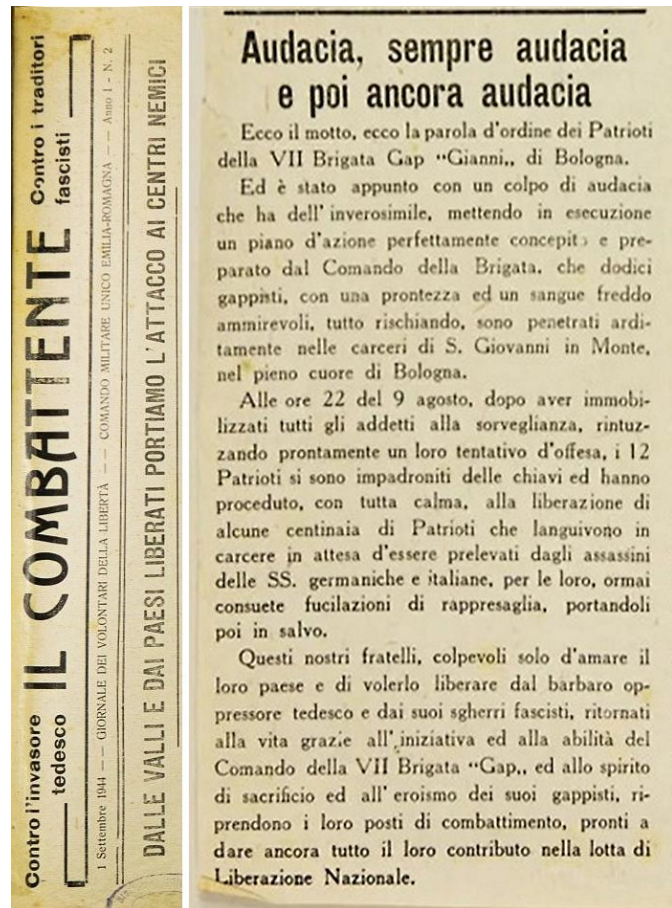 Contro l'invasore
tedesco
IL COMBATTENTE
Contro i traditori
fascisti
1 Settembre 1944 –– GIORNALE DEI VOLONTARI DELLA LIBERTÀ –– COMANDO MILITARE UNICO EMILIA-ROMAGNA –– Anno 1 - N. 2
DALLE VALLI E DAI PAESI LIBERATI PORTIAMO L'ATTACCO AI CENTRI NEMICI
Audacia, sempre audacia
e poi ancora audacia
Ecco il motto, ecco la parola d'ordine dei Patrioti
della VII Brigata Gap "Gianni„ di Bologna.
Ed è stato appunto con un colpo di audacia
che ha dell'inverosimile, mettendo in esecuzione
un piano d'azione perfettamente concepito e pre-
parato dal Comando della Brigata, che dodici
gappisti, con una prontezza ed un sangue freddo
ammirevoli, tutto rischiando, sono penetrati ardi-
tamente nelle carceri di S. Giovanni in Monte,
nel pieno cuore di Bologna.
Alle ore 22 del 9 agosto, dopo aver immobi-
lizzati tutti gli addetti alla sorveglianza, rintuz-
zando prontamente un loro tentativo d'offesa, i 12
Patrioti si sono impadroniti delle chiavi ed hanno
proceduto, con tutta calma, alla liberazione di
alcune centinaia di Patrioti che languivono in
carcere in attesa d'essere prelevati dagli assassini
delle SS. germaniche e italiane, per le loro, ormai
consuete fucilazioni di rappresaglia, portandoli
poi in salvo.
Questi nostri fratelli, colpevoli solo d'amare il
loro paese e di volerlo liberare dal barbaro op-
pressore tedesco e dai suoi sgherri fascisti, ritornati
alla vita grazie all'iniziativa ed alla abilità del
Comando della VII Brigata "Gap„ ed allo spirito
di sacrificio ed all'eroismo dei suoi gappisti, ri-
prendono i loro posti di combattimento, pronti a
dare ancora tutto il loro contributo nella lotta di
Liberazione Nazionale.